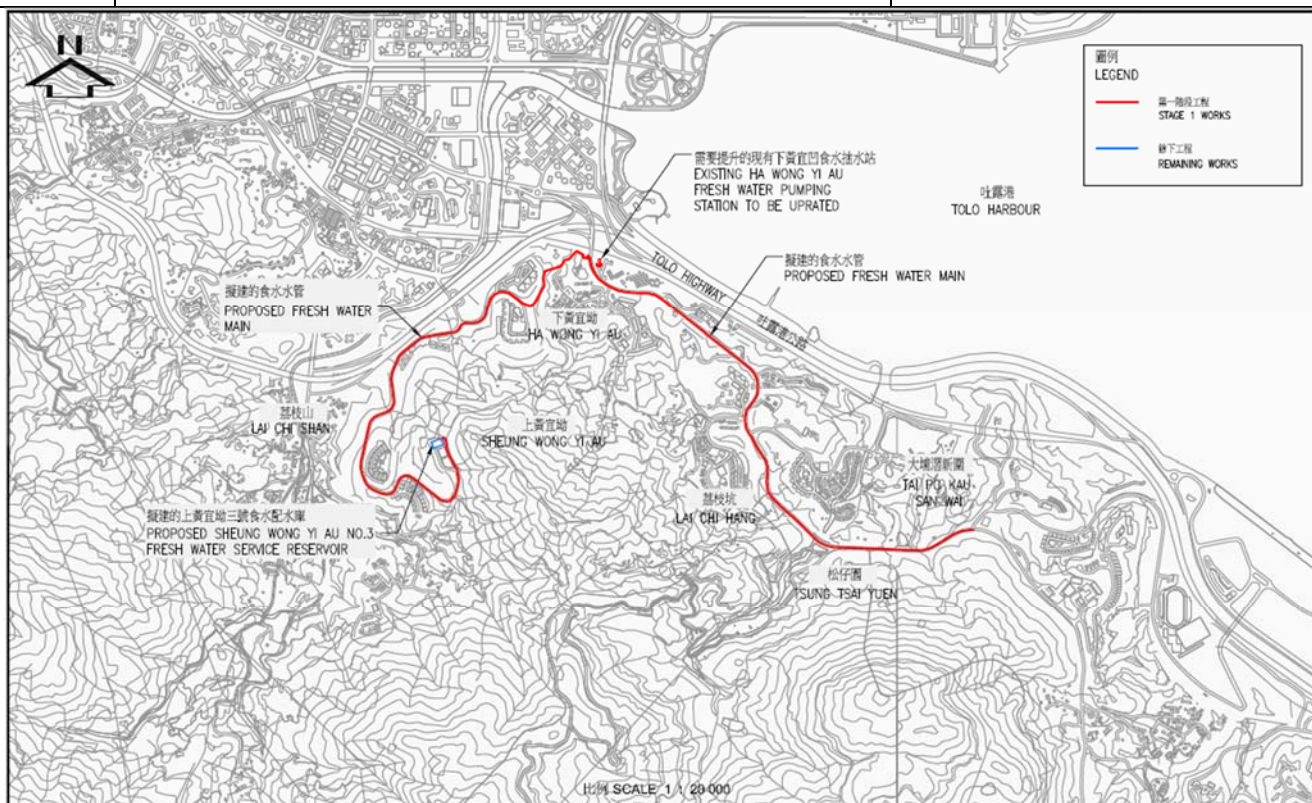 N
圖例
LEGEND
第一階段工程
STAGE 1 WORKS
餘下工程
REMAINING WORKS
需要提升的現有下黃宜凹食水抽水站
EXISTING HA WONG YI AU
FRESH WATER PUMPING
STATION TO BE UPRATED
吐露港
TOLO HARBOUR
擬建的食水水管
PROPOSED FRESH WATER MAIN
TOLO HIGHWAY
吐露港公路
擬建的食水水管
PROPOSED FRESH WATER
MAIN
下黃宜坳
HA WONG YI AU
荔枝山
LAI CHI SHAN
上黃宜坳
SHEUNG WONG YI AU
大埔滘新圍
TAI PO KAU
SAN WAI
荔枝坑
LAI CHI HANG
擬建的上黃宜坳三號食水配水庫
PROPOSED SHEUNG WONG YI AU NO.3
FRESH WATER SERVICE RESERVOIR
松仔園
TSUNG TSAI YUEN
比例 SCALE 1 : 20 000